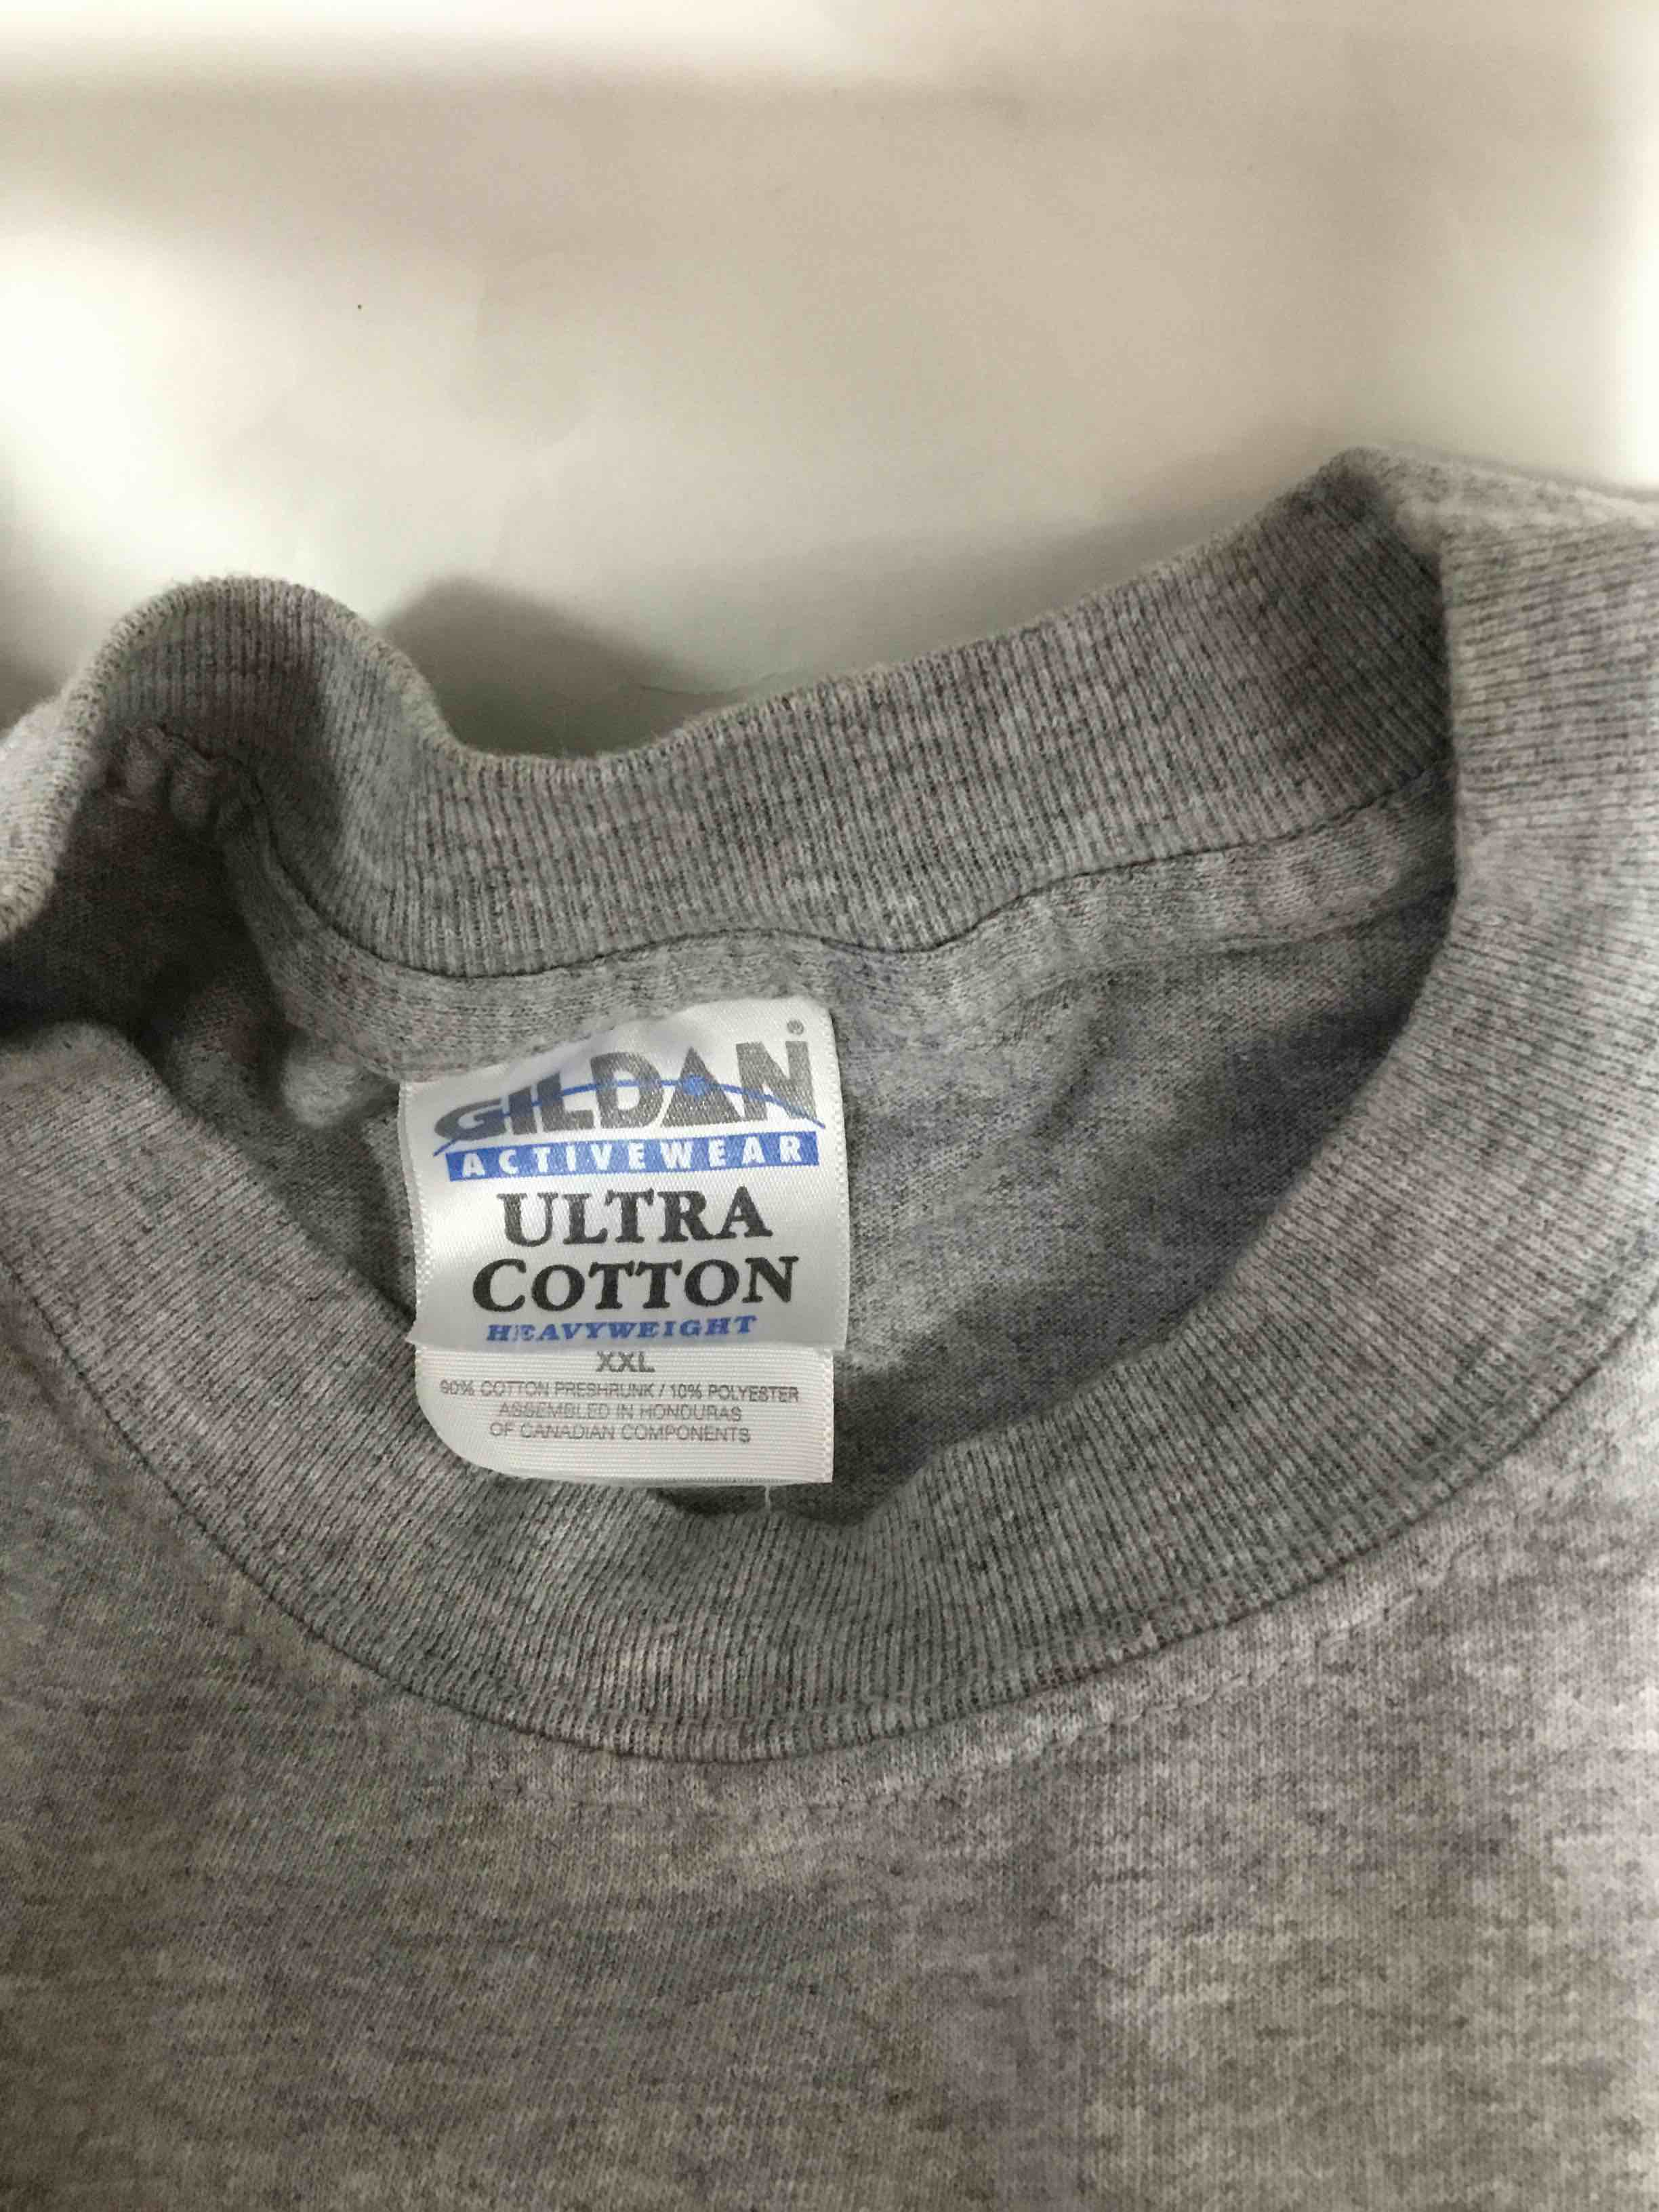 GILDAN®
ACTIVEWEAR
ULTRA
COTTON
HEAVYWEIGHT
XXL
90% COTTON PRESHRUNK / 10% POLYESTER
ASSEMBLED IN HONDURAS
OF CANADIAN COMPONENTS